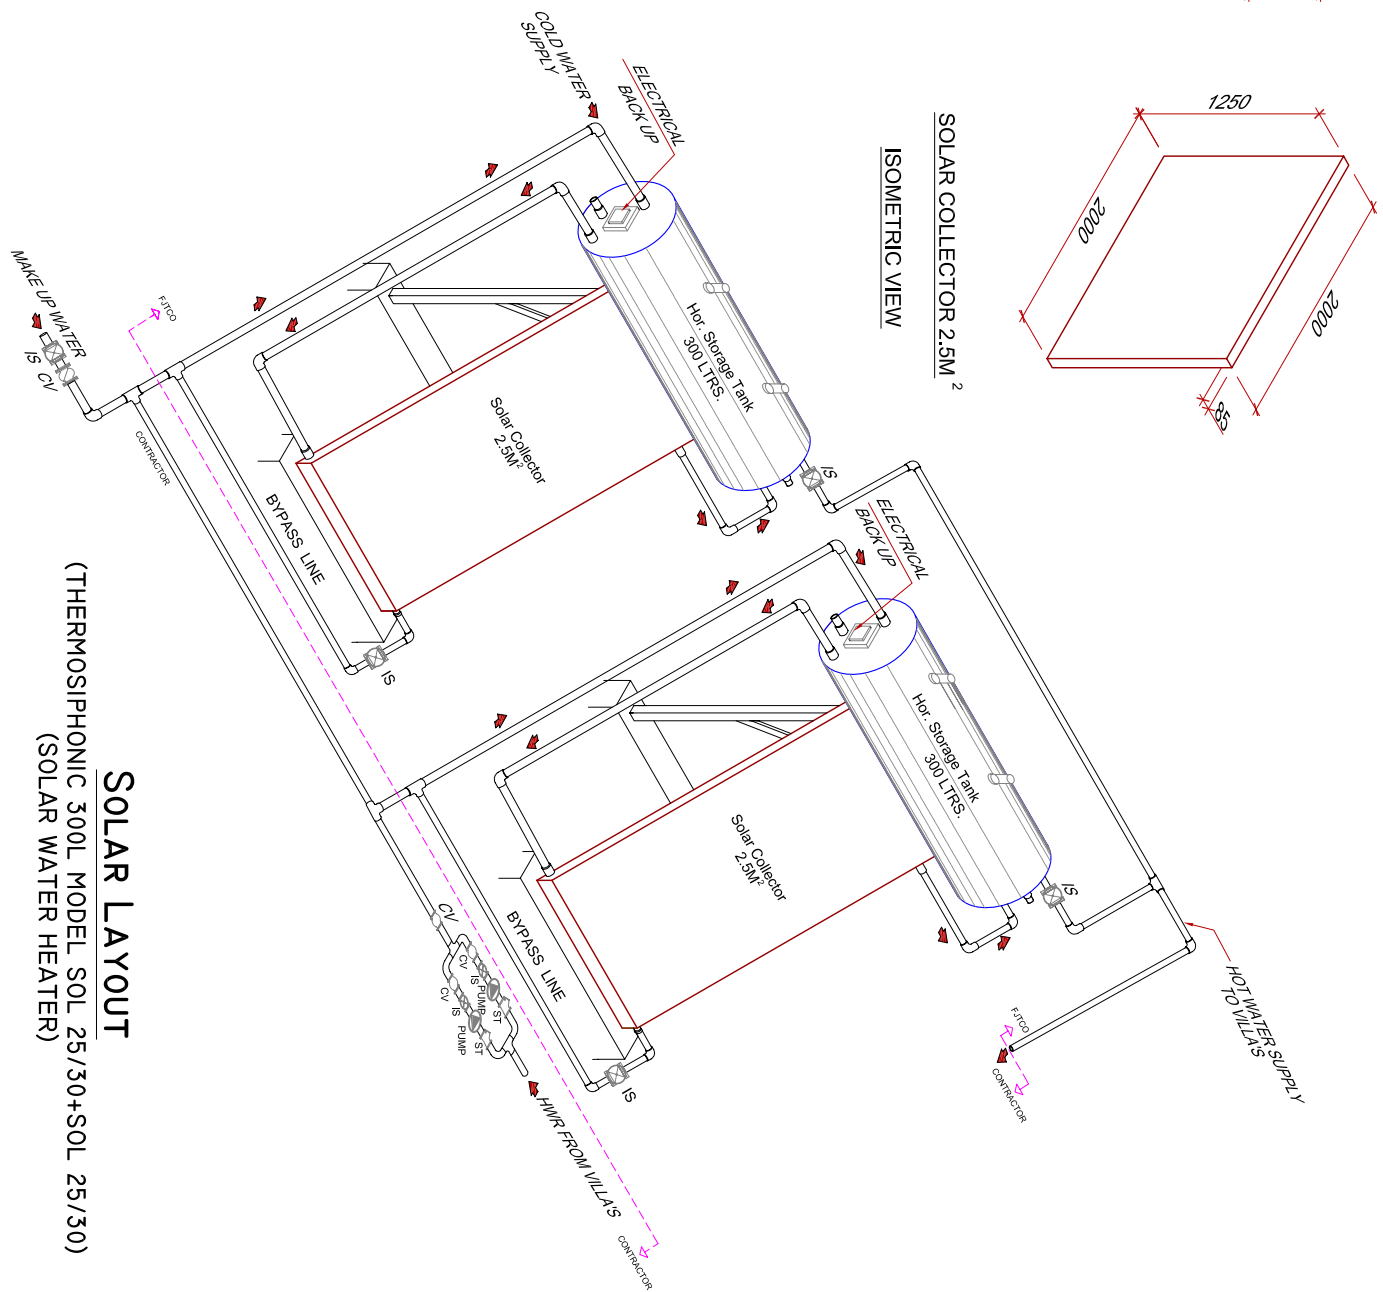 1250
2000
2000
85
SOLAR COLLECTOR 2.5M²
ISOMETRIC VIEW
COLD WATER
SUPPLY
ELECTRICAL
BACK UP
Hor. Storage Tank
300 LTRS.
Solar Collector
2.5M²
BYPASS LINE
IS
IS
MAKE UP WATER
IS CV
FJTCO
CONTRACTOR
ELECTRICAL
BACK UP
Hor. Storage Tank
300 LTRS.
Solar Collector
2.5M²
BYPASS LINE
IS
IS
HOT WATER SUPPLY
TO VILLA'S
FJTCO
CONTRACTOR
CV
CV IS PUMP ST
CV IS PUMP ST
HWR FROM VILLA'S
CONTRACTOR
SOLAR LAYOUT
(THERMOSIPHONIC 300L MODEL SOL 25/30+SOL 25/30)
(SOLAR WATER HEATER)